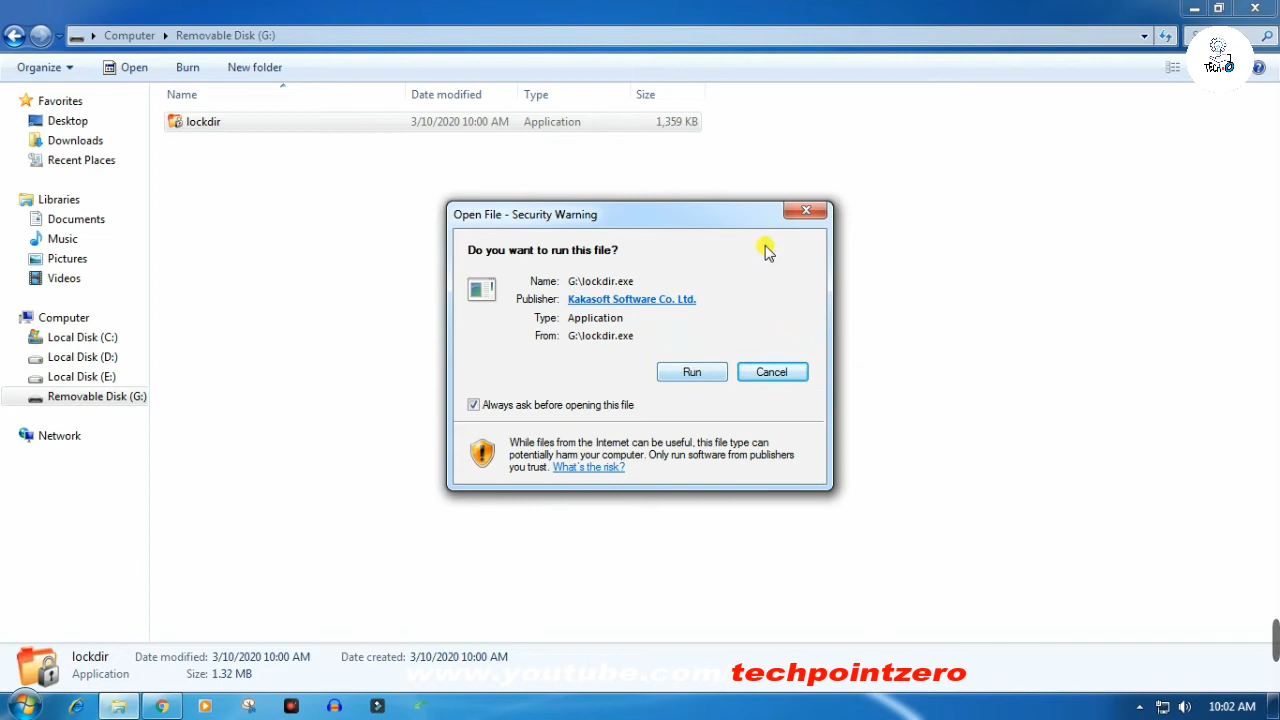 Computer Removable Disk (G:)
TECH
Organize Open Burn New folder
Name Date modified Type Size
lockdir 3/10/2020 10:00 AM Application 1,359 KB
Favorites
Desktop
Downloads
Recent Places
Libraries
Documents
Music
Pictures
Videos
Computer
Local Disk (C:)
Local Disk (D:)
Local Disk (E:)
Removable Disk (G:)
Network
Open File - Security Warning
Do you want to run this file?
Name: G:\lockdir.exe
Publisher: Kakasoft Software Co. Ltd.
Type: Application
From: G:\lockdir.exe
Run Cancel
Always ask before opening this file
While files from the Internet can be useful, this file type can
potentially harm your computer. Only run software from publishers
you trust. What's the risk?
lockdir Date modified: 3/10/2020 10:00 AM Date created: 3/10/2020 10:00 AM
Application Size: 1.32 MB
www.youtube.com/techpointzero
10:02 AM